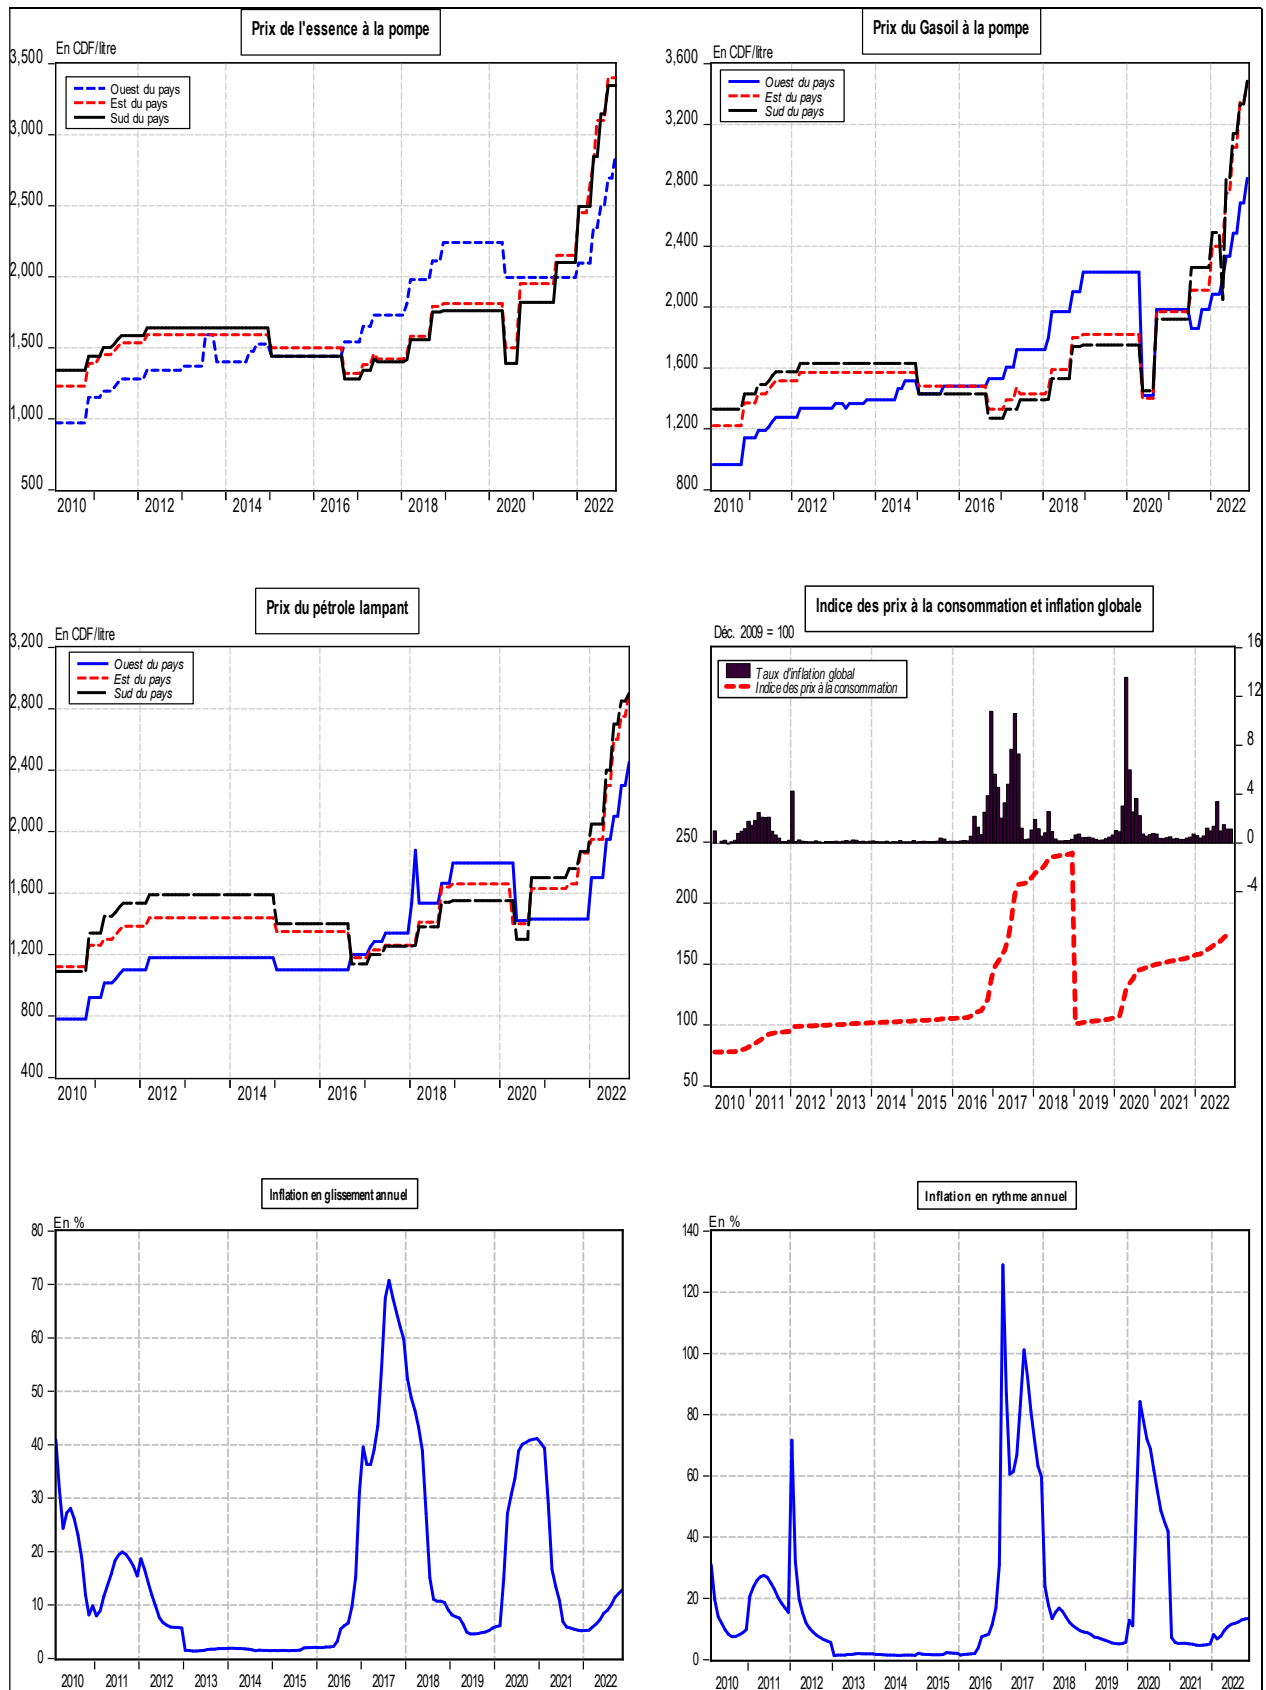 Prix de l'essence à la pompe
En CDF/litre
3,500
3,000
2,500
2,000
1,500
1,000
500
Ouest du pays
Est du pays
Sud du pays
2010 2012 2014 2016 2018 2020 2022
Prix du Gasoil à la pompe
En CDF/litre
3,600
3,200
2,800
2,400
2,000
1,600
1,200
800
Ouest du pays
Est du pays
Sud du pays
2010 2012 2014 2016 2018 2020 2022
Prix du pétrole lampant
En CDF/litre
3,200
2,800
2,400
2,000
1,600
1,200
800
400
Ouest du pays
Est du pays
Sud du pays
2010 2012 2014 2016 2018 2020 2022
Indice des prix à la consommation et inflation globale
Déc. 2009 = 100
Taux d'inflation global
Indice des prix à la consommation
16
12
8
4
0
-4
250
200
150
100
50
2010 2011 2012 2013 2014 2015 2016 2017 2018 2019 2020 2021 2022
Inflation en glissement annuel
En %
80
70
60
50
40
30
20
10
0
2010 2011 2012 2013 2014 2015 2016 2017 2018 2019 2020 2021 2022
Inflation en rythme annuel
En %
140
120
100
80
60
40
20
0
2010 2011 2012 2013 2014 2015 2016 2017 2018 2019 2020 2021 2022